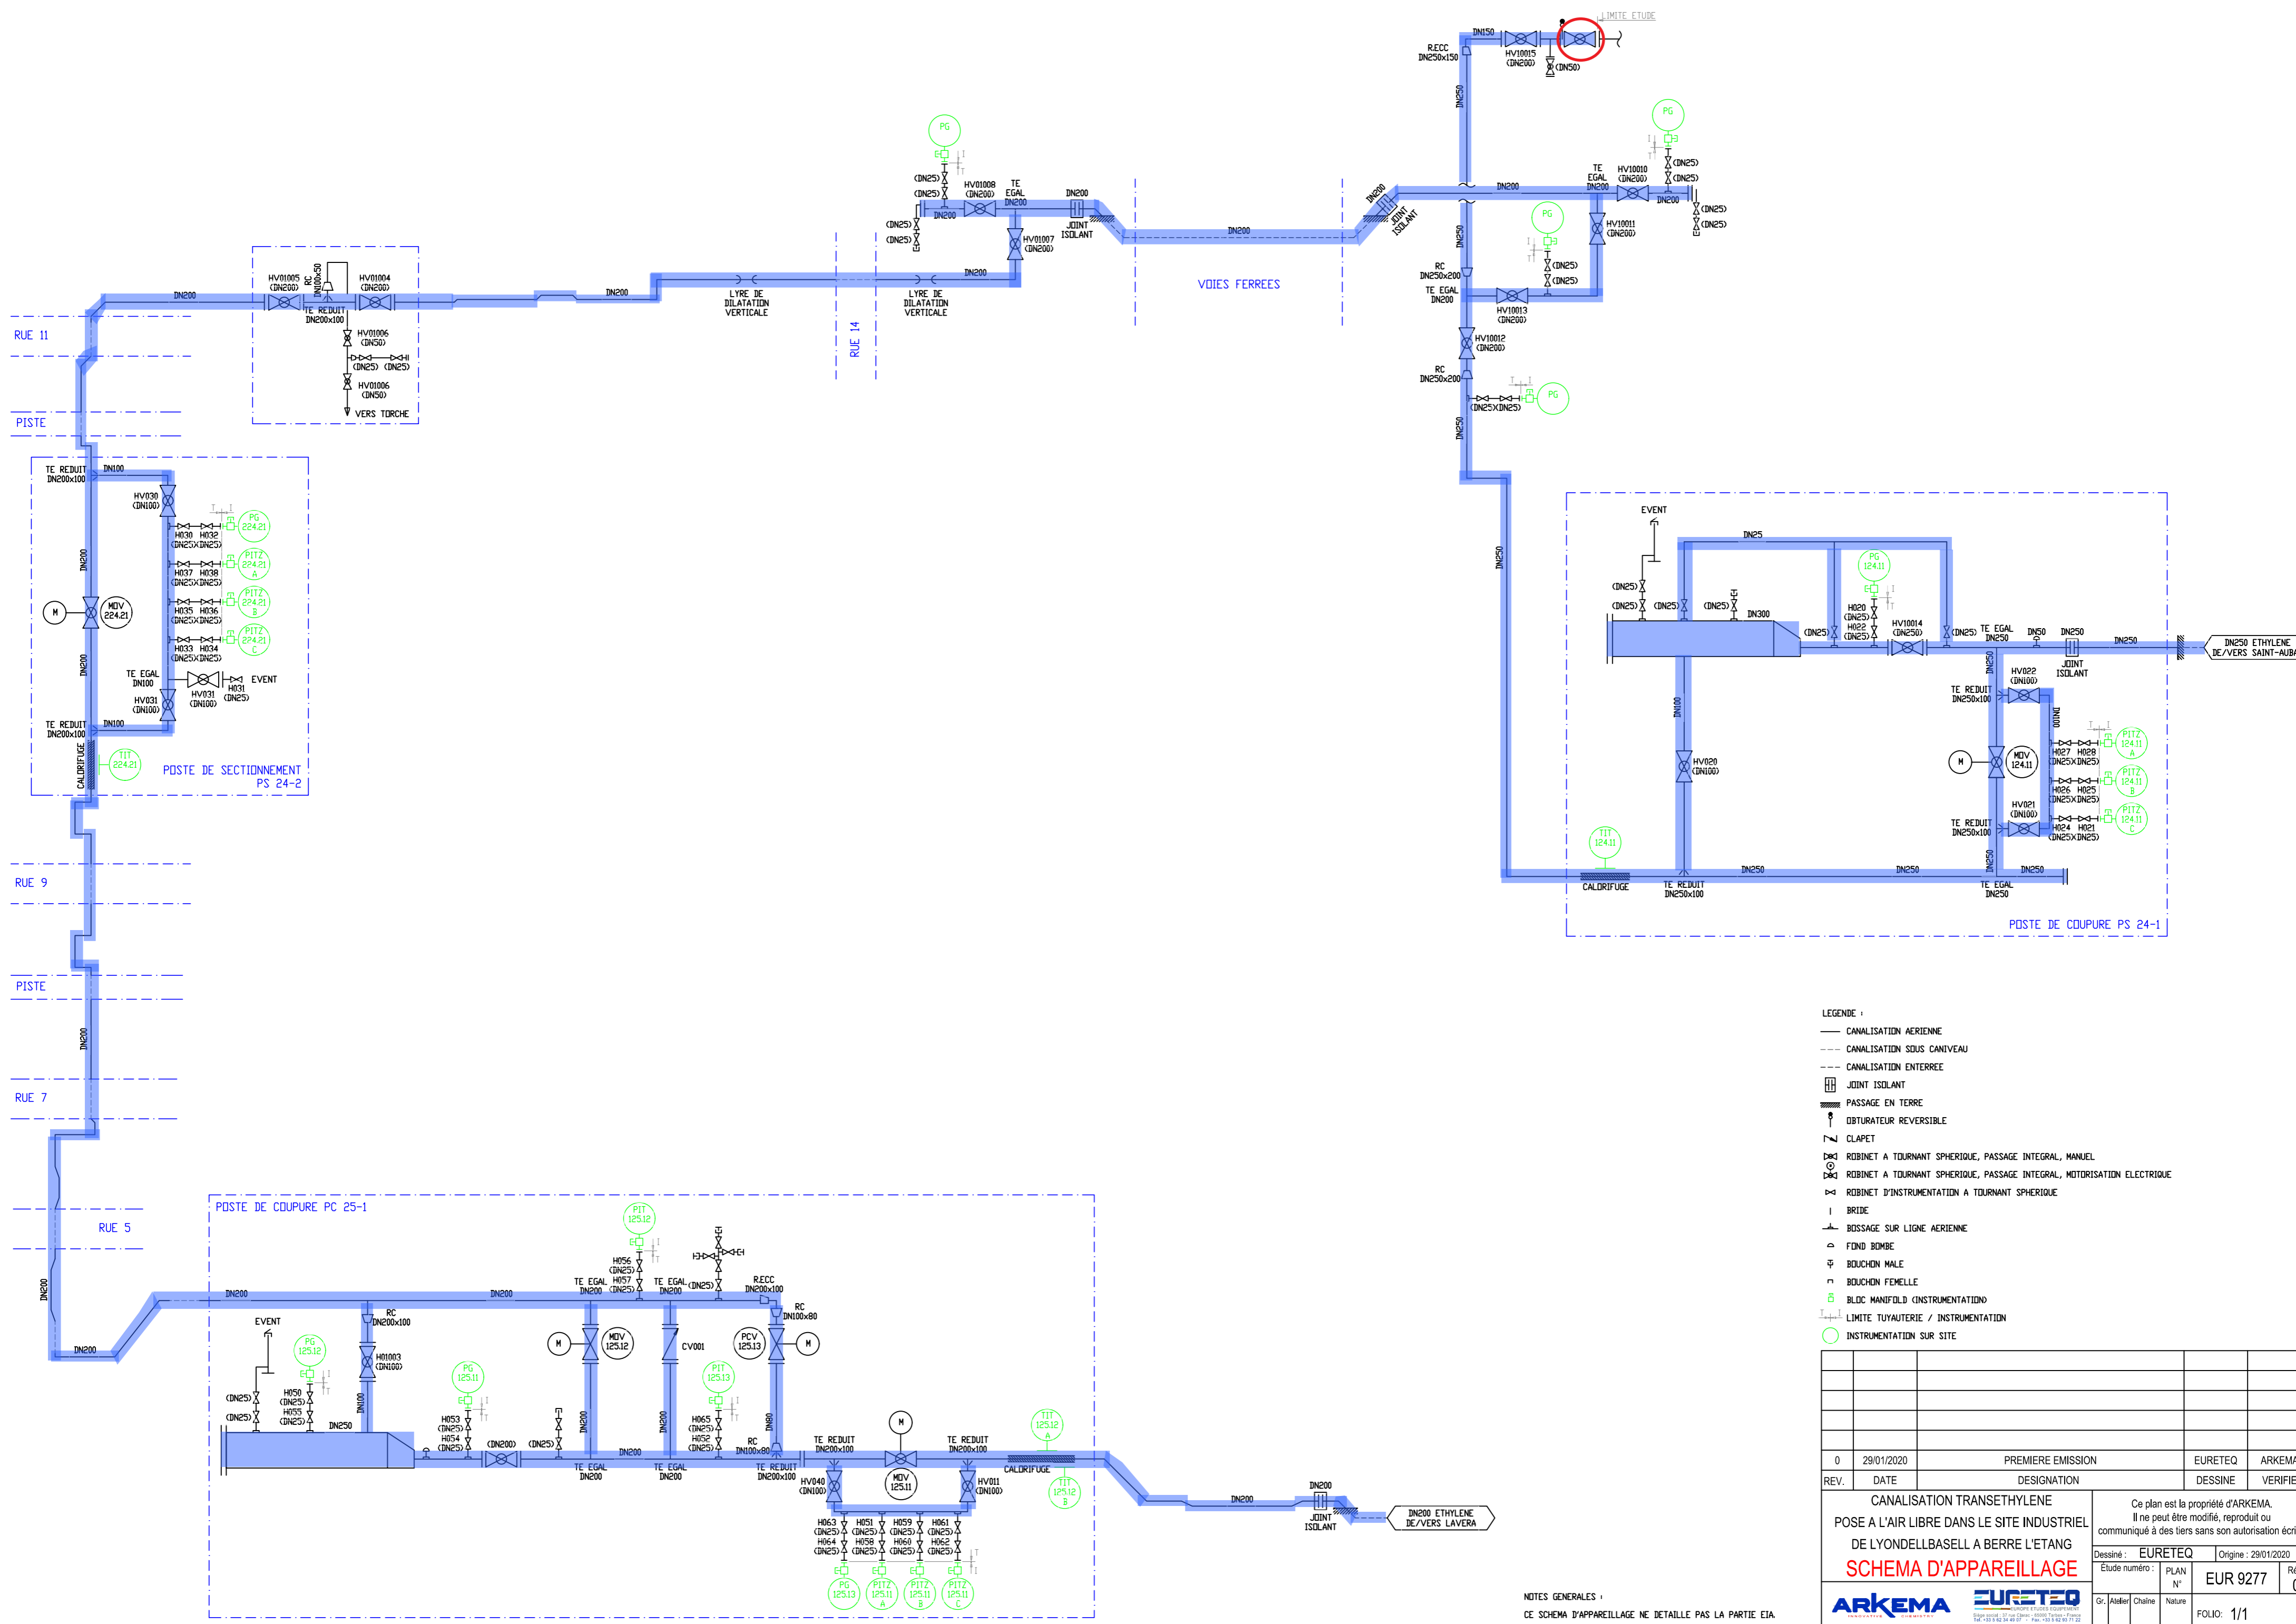 LIMITE ETUDE
DN150
R.ECC
DN250x150
HV10015
(DN200)
(DN50)
DN250
PG
(DN25)
(DN25)
HV01008
(DN200)
TE
EGAL
DN200
DN200
DN200
JOINT
ISOLANT
(DN25)
(DN25)
HV01007
(DN200)
DN200
VOIES FERREES
DN200
JOINT
ISOLANT
DN200
TE
EGAL
DN200
HV10010
(DN200)
PG
I
T
(DN25)
(DN25)
DN200
(DN25)
(DN25)
HV10011
(DN200)
PG
I
T
(DN25)
(DN25)
DN250
RC
DN250x200
TE EGAL
DN200
HV10013
(DN200)
HV10012
(DN200)
RC
DN250x200
T I
PG
(DN25)(DN25)
DN250
DN250
RUE 11
DN200
HV01005
(DN200)
RC
DN100x50
HV01004
(DN200)
TE REDUIT
DN200x100
HV01006
(DN50)
(DN25) (DN25)
HV01006
(DN50)
VERS TORCHE
DN200
LYRE DE
DILATATION
VERTICALE
RUE 14
LYRE DE
DILATATION
VERTICALE
DN200
PISTE
TE REDUIT
DN200x100
DN100
HV030
(DN100)
T I
PG
224.21
H030 H032
(DN25)(DN25)
PITZ
224.21
A
H037 H038
(DN25)(DN25)
PITZ
224.21
B
H035 H036
(DN25)(DN25)
PITZ
224.21
C
H033 H034
(DN25)(DN25)
DN200
M
MOV
224.21
DN200
TE EGAL
DN100
EVENT
HV031
(DN100)
H031
(DN25)
HV031
(DN100)
TE REDUIT
DN200x100
DN100
CALORIFUGE
TIT
224.21
POSTE DE SECTIONNEMENT
PS 24-2
RUE 9
PISTE
DN200
RUE 7
RUE 5
DN200
DN200
EVENT
(DN25)
(DN25)
(DN25)
(DN25)
DN25
DN300
PG
124.11
I
T
H020
(DN25)
H022
(DN25)
(DN25)
HV10014
(DN250)
(DN25)
TE EGAL
DN250
DN50
DN250
JOINT
ISOLANT
DN250
DN250 ETHYLENE
DE/VERS SAINT-AUBA
DN250
HV022
(DN100)
TE REDUIT
DN250x100
DN100
T I
PITZ
124.11
A
H027 H028
(DN25)(DN25)
PITZ
124.11
B
H026 H025
(DN25)(DN25)
PITZ
124.11
C
H024 H021
(DN25)(DN25)
M
MOV
124.11
HV021
(DN100)
TE REDUIT
DN250x100
DN250
DN100
HV020
(DN100)
TIT
124.11
CALORIFUGE
TE REDUIT
DN250x100
DN250
DN250
TE EGAL
DN250
DN250
POSTE DE COUPURE PS 24-1
POSTE DE COUPURE PC 25-1
DN200
DN200
PIT
125.12
I
T
H056
(DN25)
H057
(DN25)
TE EGAL
DN200
TE EGAL
DN200
(DN25)
R.ECC
DN200x100
RC
DN100x80
RC
DN200x100
H01003
(DN100)
DN100
EVENT
(DN25)
(DN25)
PG
125.12
I
T
H050
(DN25)
H055
(DN25)
DN250
PG
125.11
I
T
H053
(DN25)
H054
(DN25)
(DN200)
(DN25)
M
MOV
125.12
DN200
TE EGAL
DN200
DN200
CV001
DN200
TE EGAL
DN200
PIT
125.13
I
T
H065
(DN25)
H052
(DN25)
PCV
125.13
M
DN80
RC
DN100x80
TE REDUIT
DN200x100
TE REDUIT
DN200x100
M
MOV
125.11
TE REDUIT
DN200x100
HV040
(DN100)
HV011
(DN100)
H063 H051 H059 H061
(DN25) (DN25) (DN25) (DN25)
H064 H058 H060 H062
(DN25) (DN25) (DN25) (DN25)
I
T
PG
125.13
PITZ
125.11
A
PITZ
125.11
B
PITZ
125.11
C
TIT
125.12
A
CALORIFUGE
TIT
125.12
B
DN200
DN200
JOINT
ISOLANT
DN200 ETHYLENE
DE/VERS LAVERA
LEGENDE :
CANALISATION AERIENNE
CANALISATION SOUS CANIVEAU
CANALISATION ENTERREE
JOINT ISOLANT
PASSAGE EN TERRE
OBTURATEUR REVERSIBLE
CLAPET
ROBINET A TOURNANT SPHERIQUE, PASSAGE INTEGRAL, MANUEL
ROBINET A TOURNANT SPHERIQUE, PASSAGE INTEGRAL, MOTORISATION ELECTRIQUE
ROBINET D'INSTRUMENTATION A TOURNANT SPHERIQUE
BRIDE
BOSSAGE SUR LIGNE AERIENNE
FOND BOMBE
BOUCHON MALE
BOUCHON FEMELLE
BLOC MANIFOLD (INSTRUMENTATION)
T I LIMITE TUYAUTERIE / INSTRUMENTATION
INSTRUMENTATION SUR SITE
0 29/01/2020 PREMIERE EMISSION EURETEQ ARKEMA
REV. DATE DESIGNATION DESSINE VERIFIE
CANALISATION TRANSETHYLENE
POSE A L'AIR LIBRE DANS LE SITE INDUSTRIEL
DE LYONDELLBASELL A BERRE L'ETANG
SCHEMA D'APPAREILLAGE
Ce plan est la propriété d'ARKEMA.
Il ne peut être modifié, reproduit ou
communiqué à des tiers sans son autorisation écri
Dessiné : EURETEQ Origine : 29/01/2020
Étude numéro : PLAN N° EUR 9277
Gr. Atelier Chaîne Nature
FOLIO: 1/1
ARKEMA
INNOVATIVE CHEMISTRY
EURETEQ
EUROPE ETUDES EQUIPEMENT
NOTES GENERALES :
CE SCHEMA D'APPAREILLAGE NE DETAILLE PAS LA PARTIE EIA.